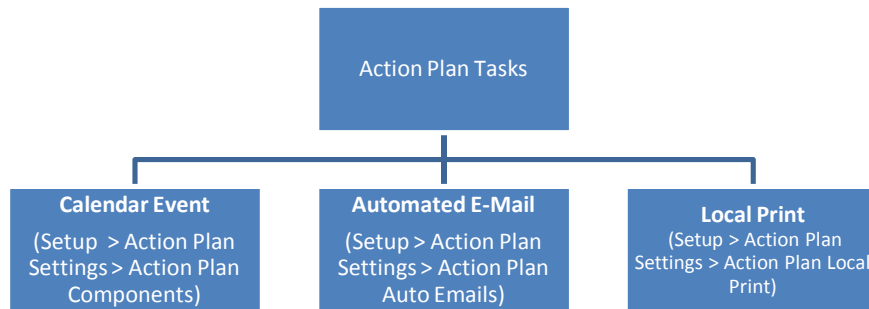 Action Plan Tasks
Calendar Event
(Setup > Action Plan
Settings > Action Plan
Components)
Automated E-Mail
(Setup > Action Plan
Settings > Action Plan
Auto Emails)
Local Print
(Setup > Action Plan
Settings > Action Plan Local
Print)